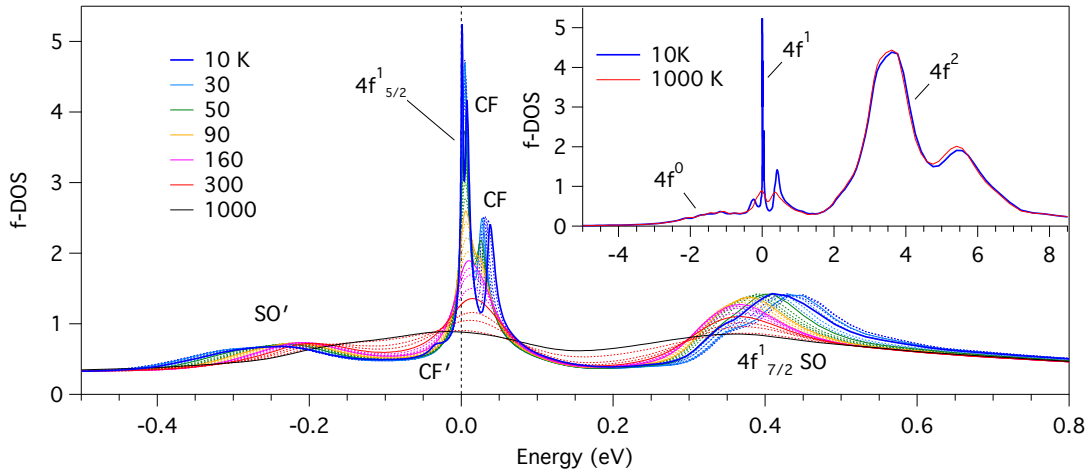 f-DOS
5
4
3
2
1
0
10 K
30
50
90
160
300
1000
4f¹5/2
CF
CF
SO′
CF′
4f¹7/2 SO
-0.4
-0.2
0.0
0.2
0.4
0.6
0.8
Energy (eV)
f-DOS
5
4
3
2
1
0
10K
1000 K
4f¹
4f²
4f⁰
-4
-2
0
2
4
6
8